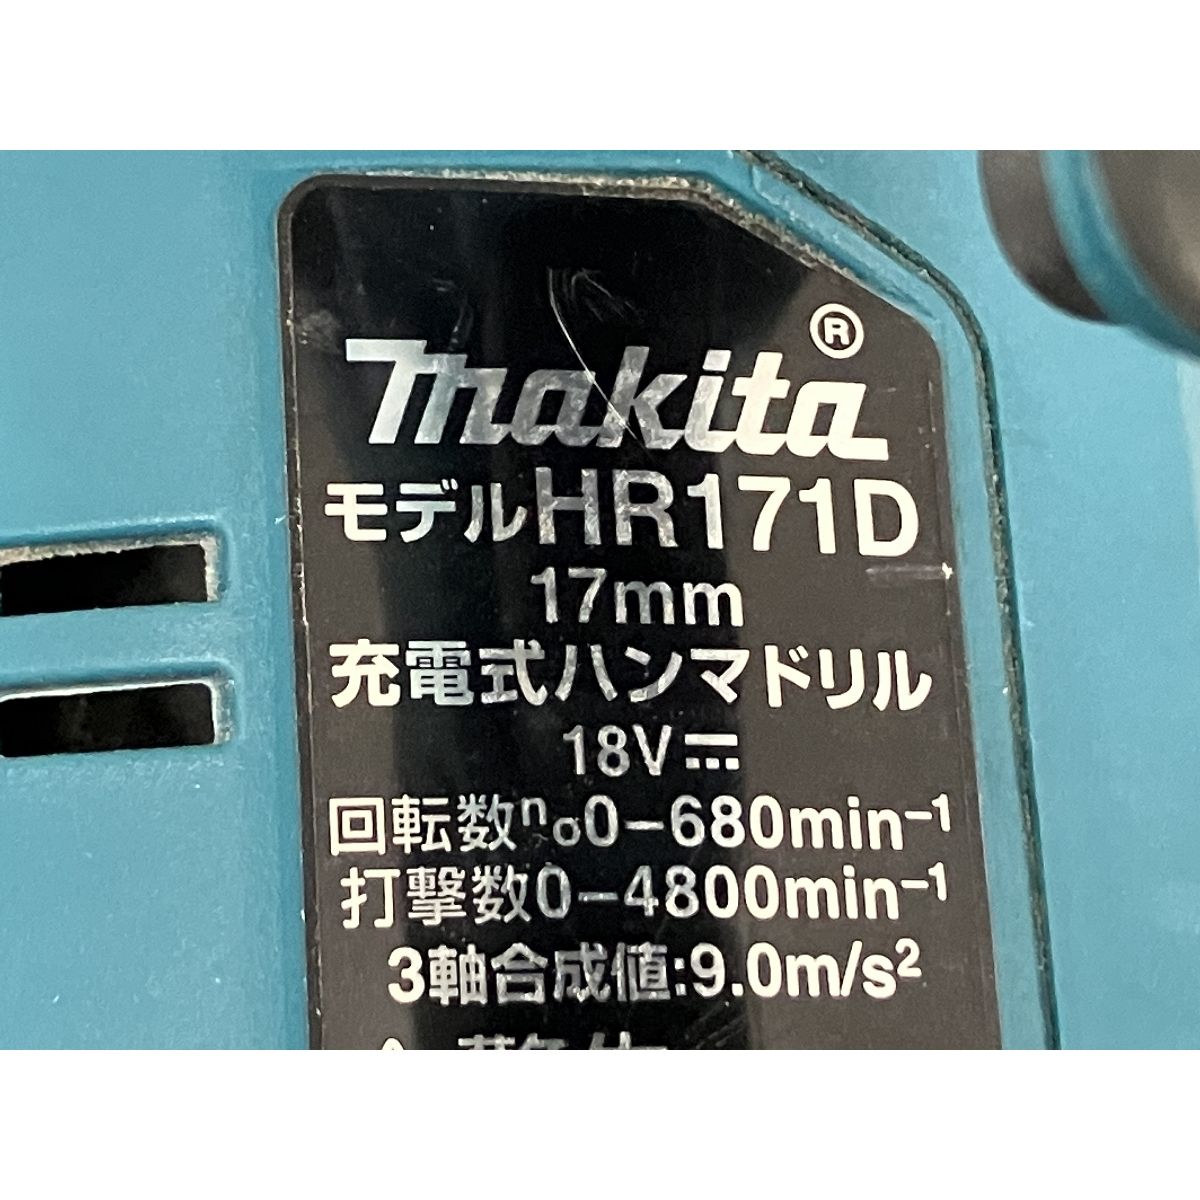 makita®
モデルHR171D
17mm
充電式ハンマドリル
18V⎓
回転数n₀0-680min⁻¹
打撃数0-4800min⁻¹
3軸合成値:9.0m/s²